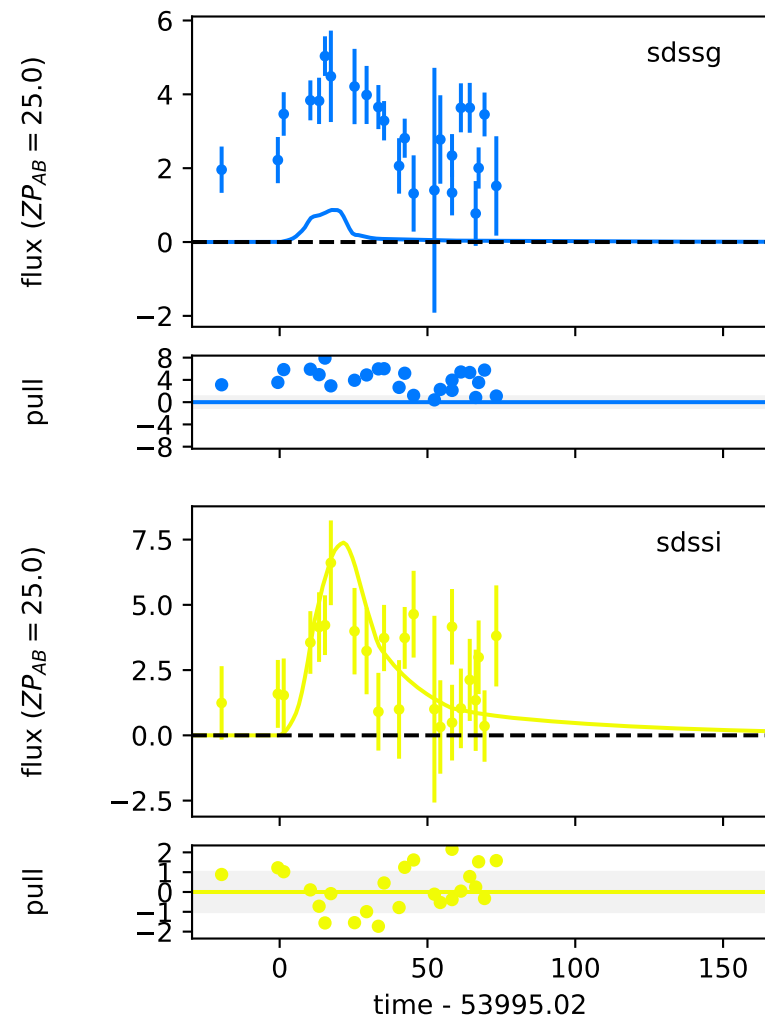 sdssg
flux (ZP_AB = 25.0)
6
4
2
0
−2
pull
8
4
0
−4
−8
sdssi
flux (ZP_AB = 25.0)
7.5
5.0
2.5
0.0
−2.5
pull
2
1
0
−1
−2
0 50 100 150
time - 53995.02